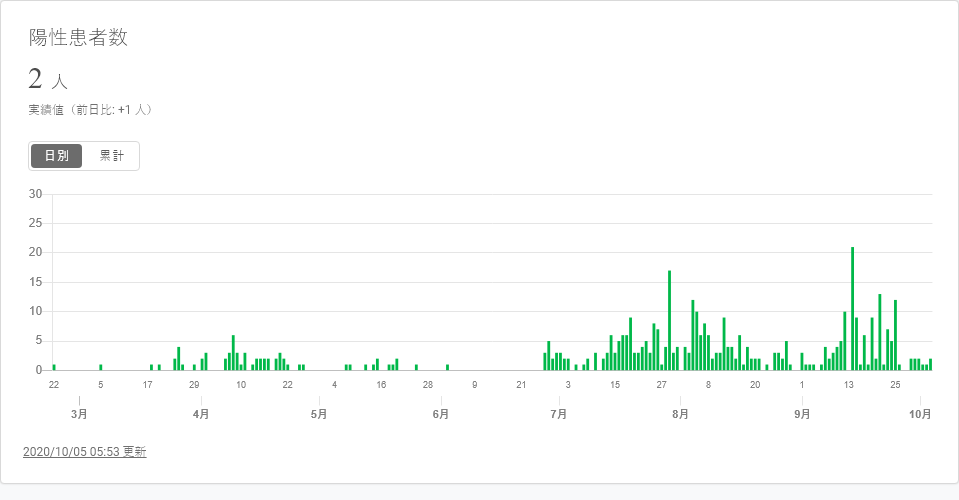 陽性患者数
2 人
実績値（前日比: +1 人）
日別 累計
30
25
20
15
10
5
0
22 5 17 29 10 22 4 16 28 9 21 3 15 27 8 20 1 13 25
3月 4月 5月 6月 7月 8月 9月 10月
2020/10/05 05:53 更新